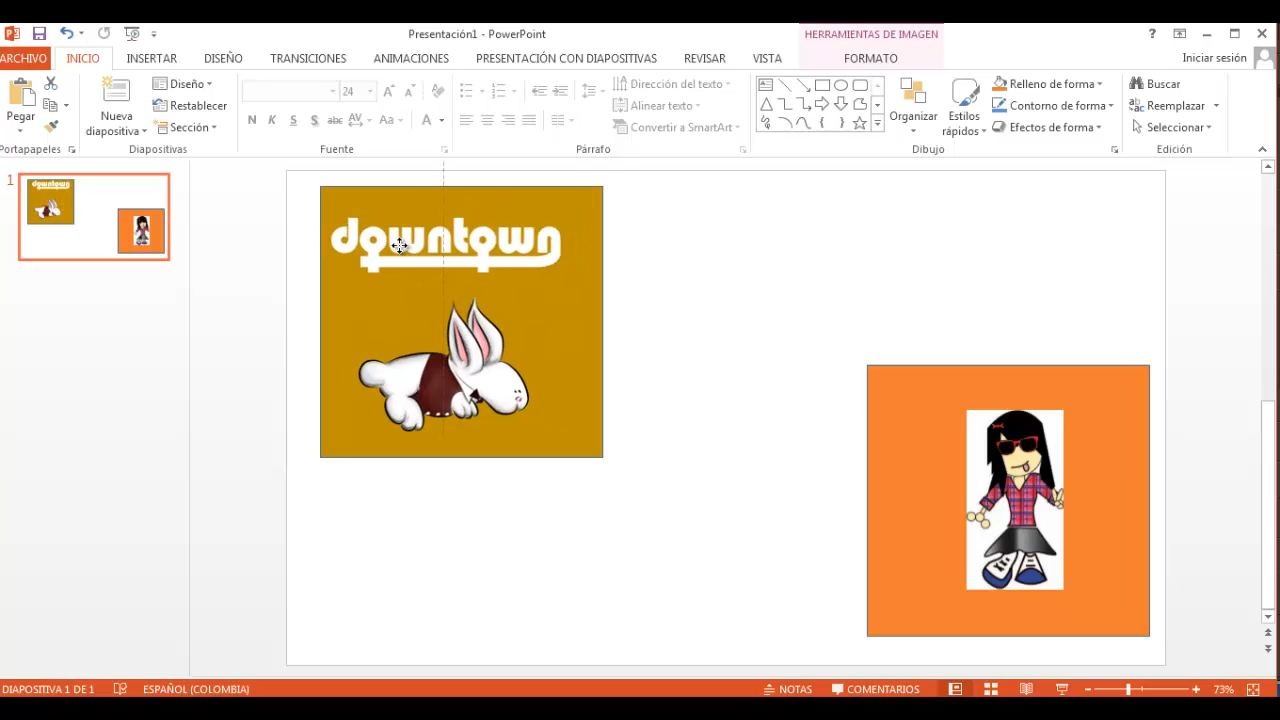 Presentación1 - PowerPoint
HERRAMIENTAS DE IMAGEN
?
ARCHIVO INICIO INSERTAR DISEÑO TRANSICIONES ANIMACIONES PRESENTACIÓN CON DIAPOSITIVAS REVISAR VISTA FORMATO Iniciar sesión
Pegar
Nueva
diapositiva
Diseño
Restablecer
Sección
24
N K S S abc AV Aa A
Dirección del texto
Alinear texto
Convertir a SmartArt
Organizar
Estilos
rápidos
Relleno de forma
Contorno de forma
Efectos de forma
Buscar
Reemplazar
Seleccionar
Portapapeles Diapositivas Fuente Párrafo Dibujo Edición
1
downtown
downtown
DIAPOSITIVA 1 DE 1 ESPAÑOL (COLOMBIA) NOTAS COMENTARIOS 73%